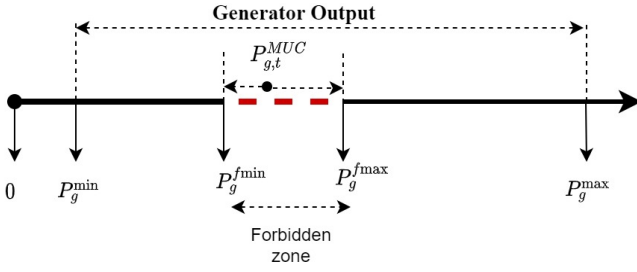 Generator Output
P_{g,t}^{MUC}
0
P_g^{min}
P_g^{fmin}
P_g^{fmax}
P_g^{max}
Forbidden
zone